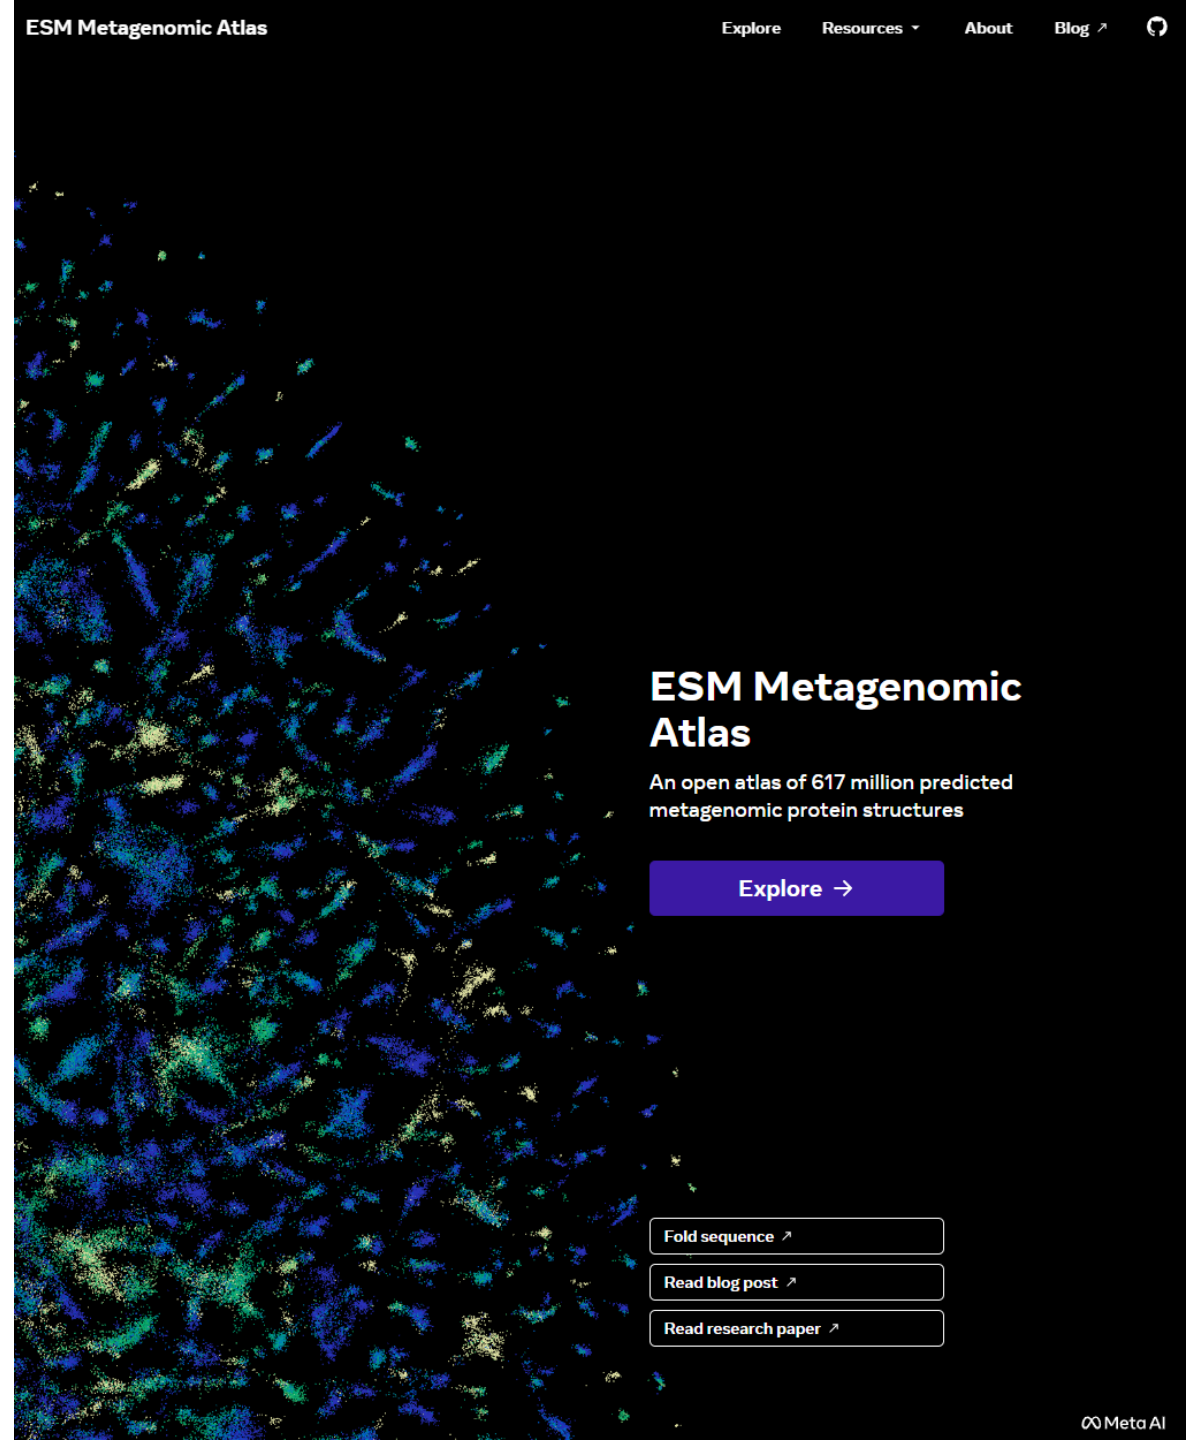 ESM Metagenomic Atlas
Explore
Resources
About
Blog ↗
ESM Metagenomic
Atlas
An open atlas of 617 million predicted
metagenomic protein structures
Explore →
Fold sequence ↗
Read blog post ↗
Read research paper ↗
Meta AI